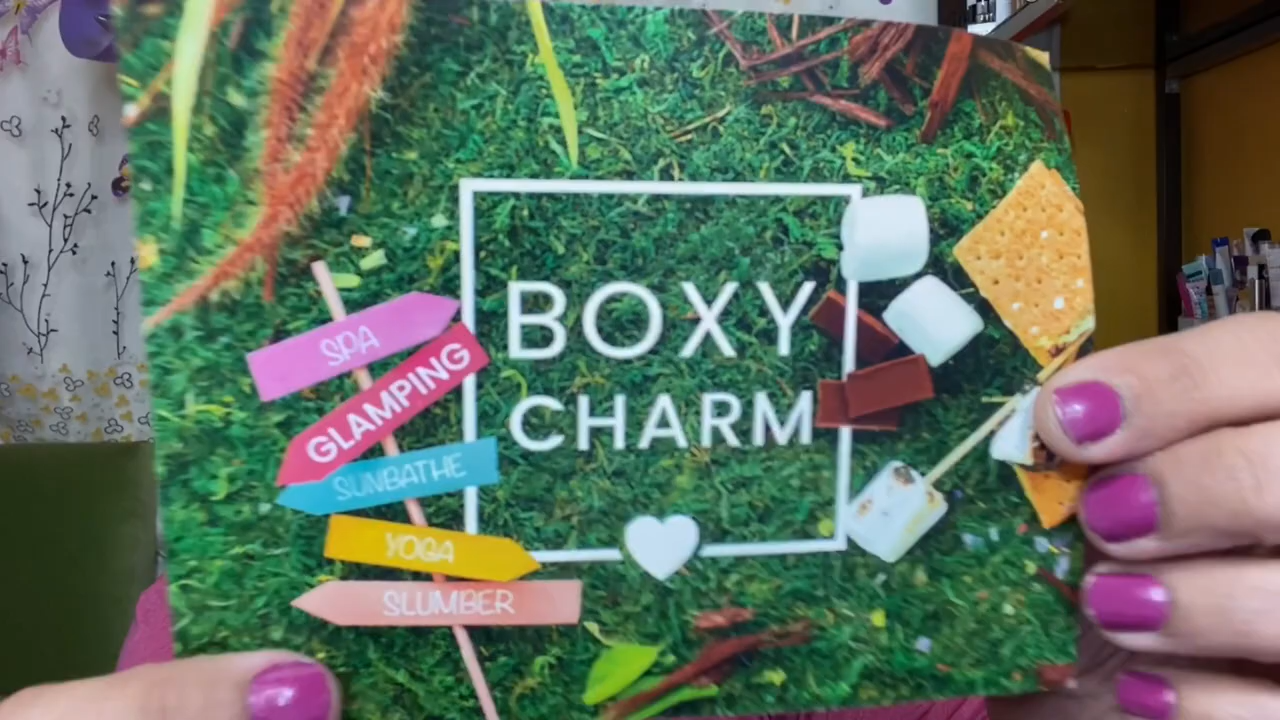 SPA
GLAMPING
SUNBATHE
YOGA
SLUMBER
BOXY
CHARM